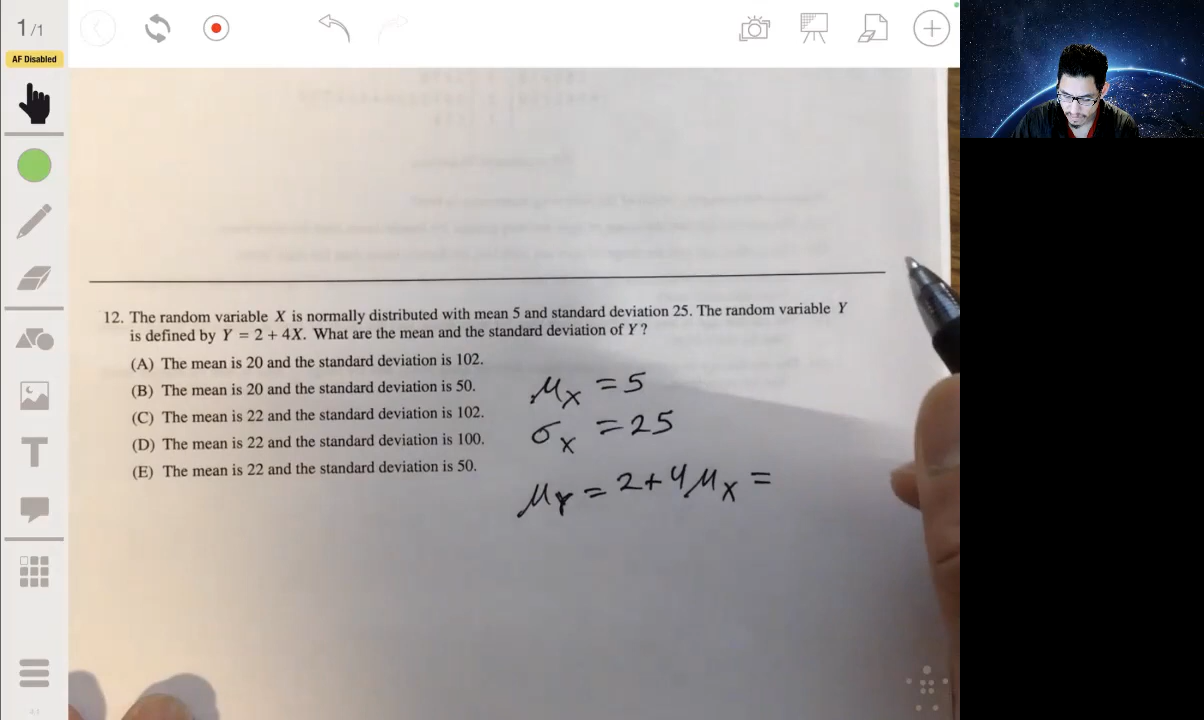 1/1
AF Disabled
12. The random variable X is normally distributed with mean 5 and standard deviation 25. The random variable Y
is defined by Y = 2 + 4X. What are the mean and the standard deviation of Y?
(A) The mean is 20 and the standard deviation is 102.
(B) The mean is 20 and the standard deviation is 50.
(C) The mean is 22 and the standard deviation is 102.
(D) The mean is 22 and the standard deviation is 100.
(E) The mean is 22 and the standard deviation is 50.
μX = 5
σX = 25
μY = 2+4μX =
T